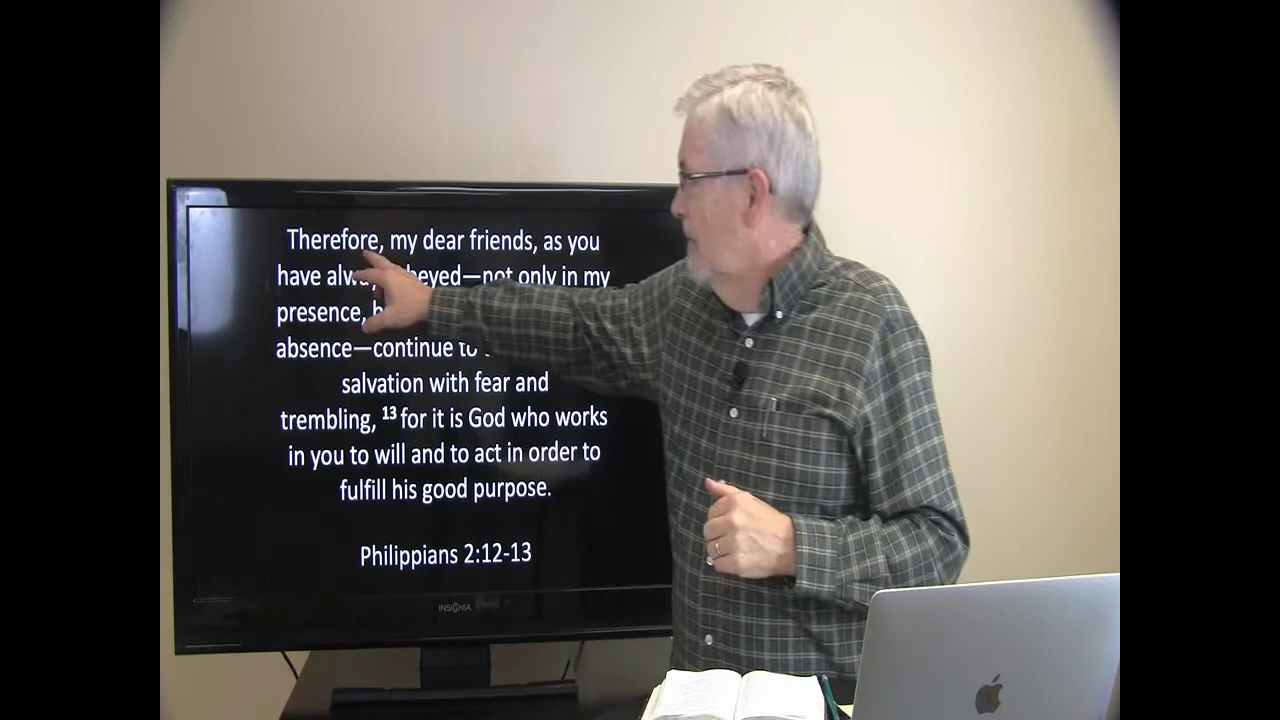 Therefore, my dear friends, as you
have always obeyed—not only in my
presence,
absence—continue to
salvation with fear and
trembling, 13 for it is God who works
in you to will and to act in order to
fulfill his good purpose.
Philippians 2:12-13
INSIGNIA